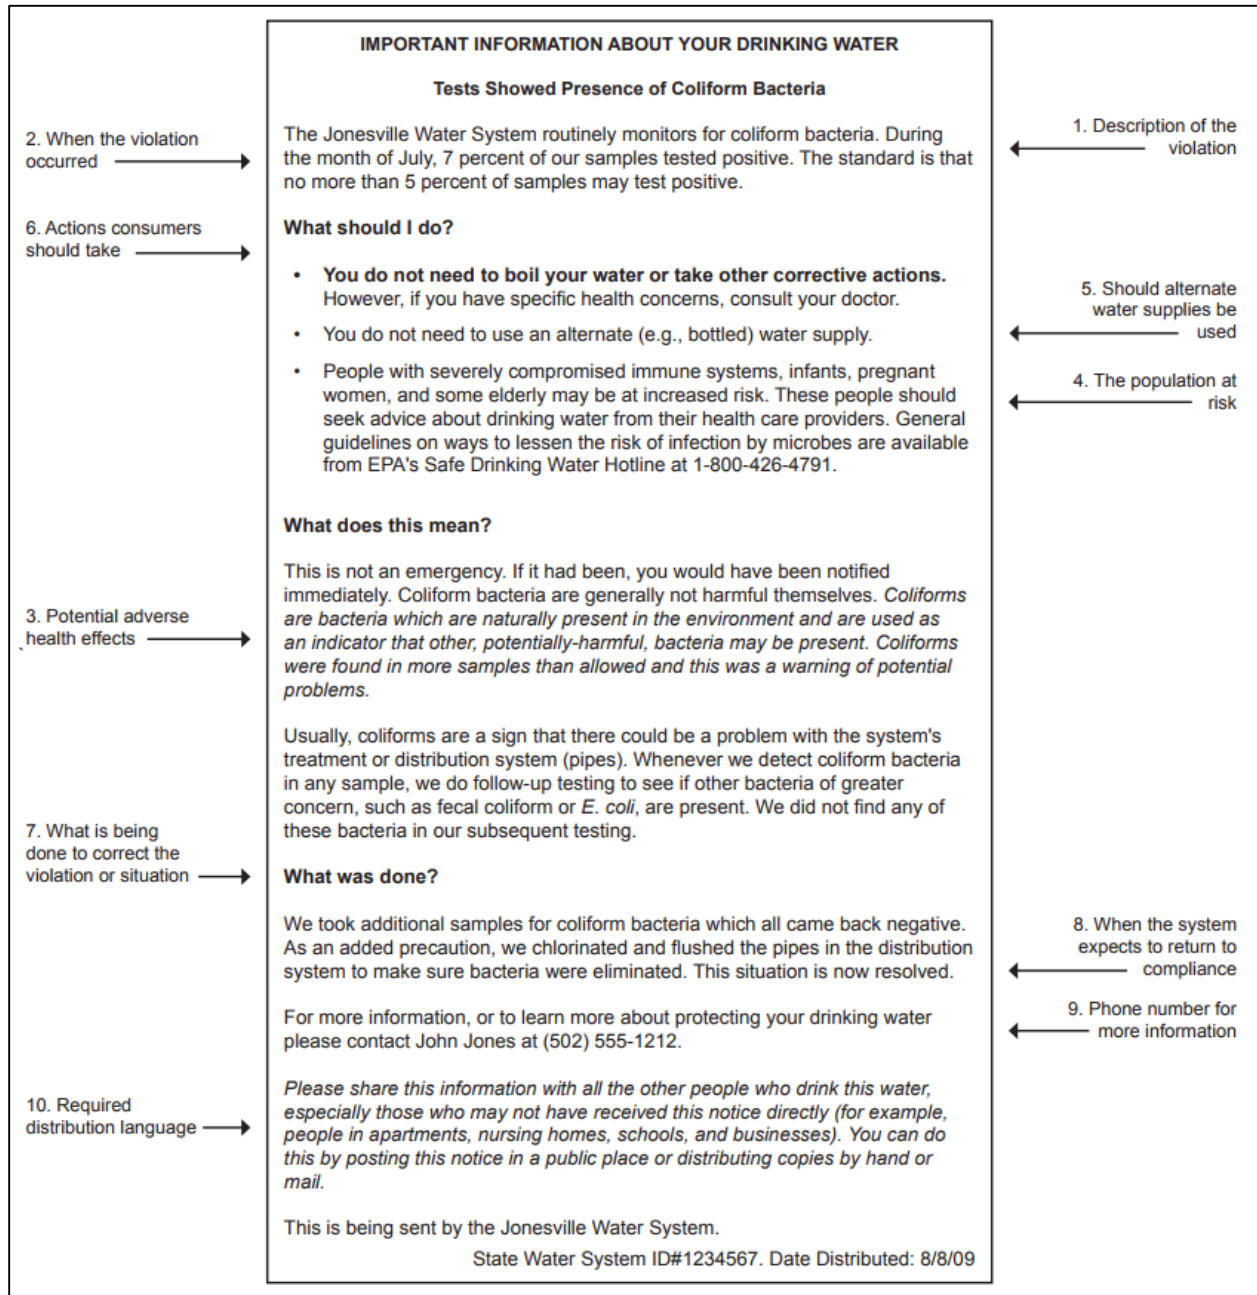 IMPORTANT INFORMATION ABOUT YOUR DRINKING WATER
Tests Showed Presence of Coliform Bacteria
2. When the violation
occurred
The Jonesville Water System routinely monitors for coliform bacteria. During
the month of July, 7 percent of our samples tested positive. The standard is that
no more than 5 percent of samples may test positive.
1. Description of the
violation
6. Actions consumers
should take
What should I do?
• You do not need to boil your water or take other corrective actions.
However, if you have specific health concerns, consult your doctor.
• You do not need to use an alternate (e.g., bottled) water supply.
5. Should alternate
water supplies be
used
• People with severely compromised immune systems, infants, pregnant
women, and some elderly may be at increased risk. These people should
seek advice about drinking water from their health care providers. General
guidelines on ways to lessen the risk of infection by microbes are available
from EPA's Safe Drinking Water Hotline at 1-800-426-4791.
4. The population at
risk
What does this mean?
3. Potential adverse
health effects
This is not an emergency. If it had been, you would have been notified
immediately. Coliform bacteria are generally not harmful themselves. Coliforms
are bacteria which are naturally present in the environment and are used as
an indicator that other, potentially-harmful, bacteria may be present. Coliforms
were found in more samples than allowed and this was a warning of potential
problems.
Usually, coliforms are a sign that there could be a problem with the system's
treatment or distribution system (pipes). Whenever we detect coliform bacteria
in any sample, we do follow-up testing to see if other bacteria of greater
concern, such as fecal coliform or E. coli, are present. We did not find any of
these bacteria in our subsequent testing.
7. What is being
done to correct the
violation or situation
What was done?
We took additional samples for coliform bacteria which all came back negative.
As an added precaution, we chlorinated and flushed the pipes in the distribution
system to make sure bacteria were eliminated. This situation is now resolved.
8. When the system
expects to return to
compliance
For more information, or to learn more about protecting your drinking water
please contact John Jones at (502) 555-1212.
9. Phone number for
more information
10. Required
distribution language
Please share this information with all the other people who drink this water,
especially those who may not have received this notice directly (for example,
people in apartments, nursing homes, schools, and businesses). You can do
this by posting this notice in a public place or distributing copies by hand or
mail.
This is being sent by the Jonesville Water System.
State Water System ID#1234567. Date Distributed: 8/8/09